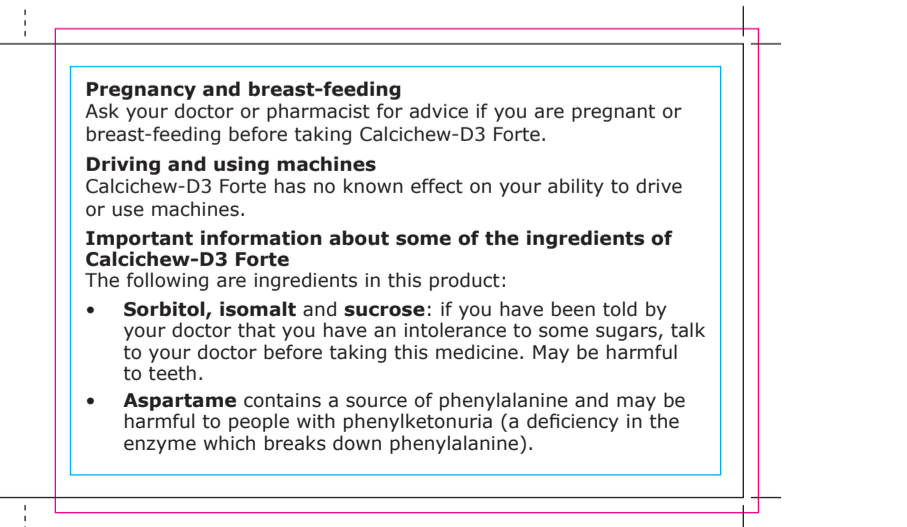 Pregnancy and breast-feeding
Ask your doctor or pharmacist for advice if you are pregnant or
breast-feeding before taking Calcichew-D3 Forte.
Driving and using machines
Calcichew-D3 Forte has no known effect on your ability to drive
or use machines.
Important information about some of the ingredients of
Calcichew-D3 Forte
The following are ingredients in this product:
• Sorbitol, isomalt and sucrose: if you have been told by
your doctor that you have an intolerance to some sugars, talk
to your doctor before taking this medicine. May be harmful
to teeth.
• Aspartame contains a source of phenylalanine and may be
harmful to people with phenylketonuria (a deficiency in the
enzyme which breaks down phenylalanine).